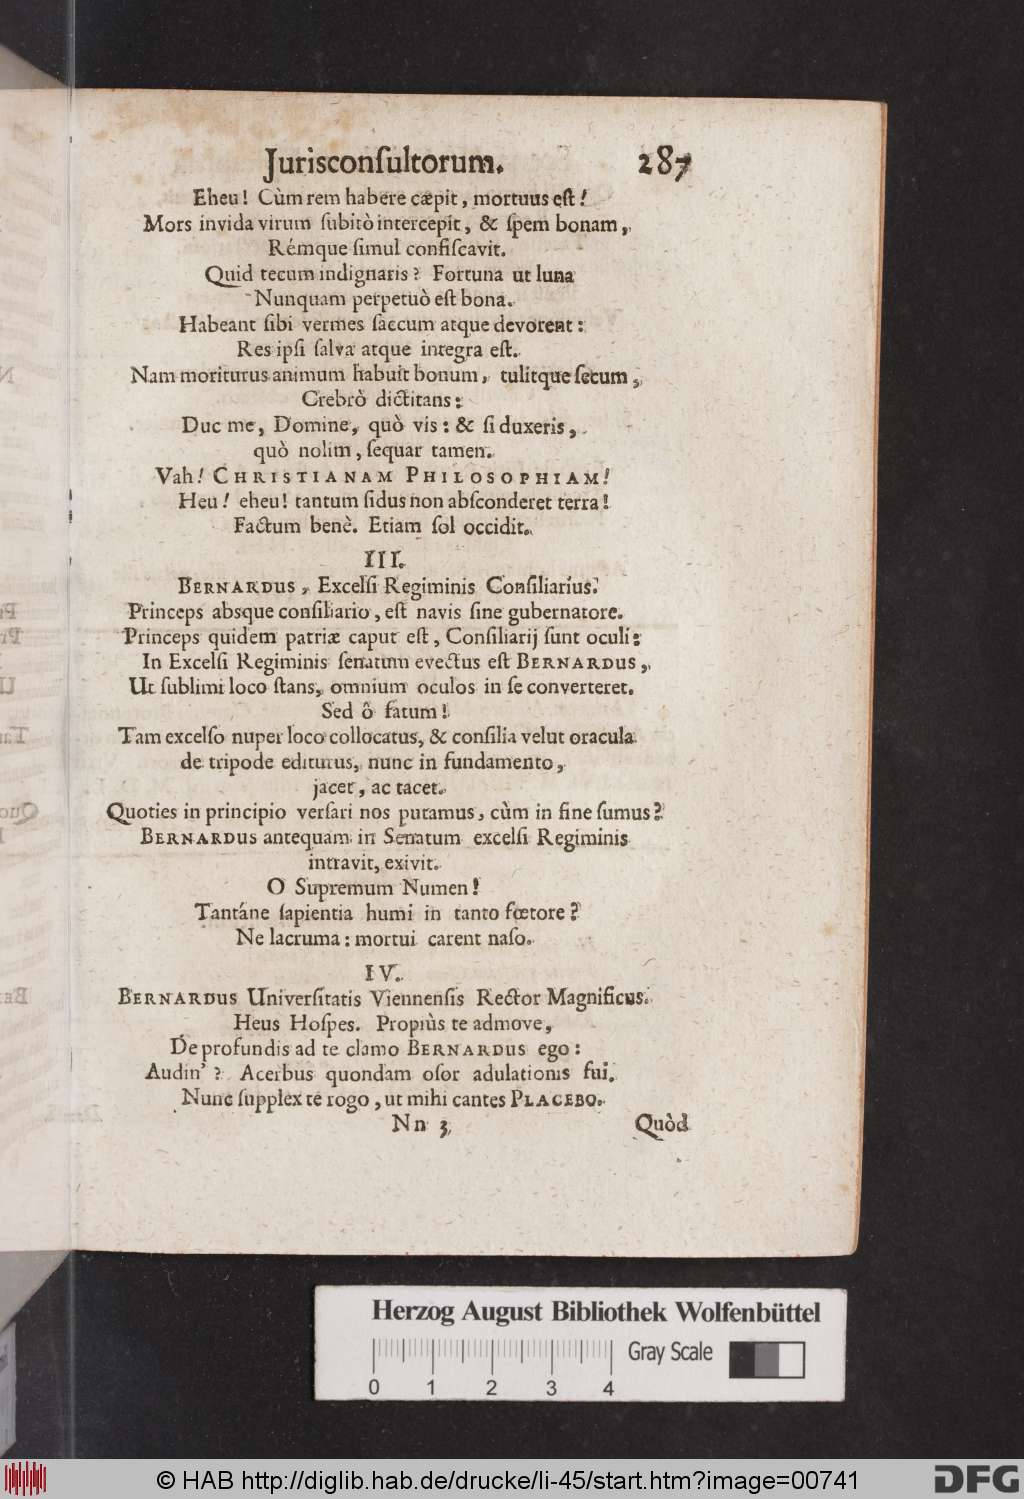 Jurisconſultorum. 287
Eheu! Cùm rem habere cæpit, mortuus eſt!
Mors invida virum ſubitò intercepit, & ſpem bonam,
Rémque ſimul confiſcavit.
Quid tecum indignaris? Fortuna ut luna
Nunquam perpetuò eſt bona.
Habeant ſibi vermes ſaccum atque devorent:
Res ipſi ſalva atque integra eſt.
Nam moriturus animum habuit bonum, tulitque ſecum,
Crebrò dictitans:
Duc me, Domine, quò vis: & ſi duxeris,
quò nolim, ſequar tamen.
Vah! CHRISTIANAM PHILOSOPHIAM!
Heu! eheu! tantum ſidus non abſconderet terra!
Factum benè. Etiam ſol occidit.
III.
BERNARDUS, Excelſi Regiminis Conſiliarius.
Princeps absque conſiliario, eſt navis ſine gubernatore.
Princeps quidem patriæ caput eſt, Conſiliarij ſunt oculi:
In Excelſi Regiminis ſenatum evectus eſt BERNARDUS,
Ut ſublimi loco ſtans, omnium oculos in ſe converteret.
Sed ô fatum!
Tam excelſo nuper loco collocatus, & conſilia velut oracula
de tripode editurus, nunc in fundamento,
jacet, ac tacet.
Quoties in principio verſari nos putamus, cùm in fine ſumus?
BERNARDUS antequam in Senatum excelſi Regiminis
intravit, exivit.
O Supremum Numen!
Tantáne ſapientia humi in tanto fœtore?
Ne lacruma: mortui carent naſo.
IV.
BERNARDUS Univerſitatis Viennenſis Rector Magnificus.
Heus Hoſpes. Propiùs te admove,
De profundis ad te clamo BERNARDUS ego:
Audin'? Acerbus quondam oſor adulationis fui.
Nunc ſupplex te rogo, ut mihi cantes PLACEBO.
Nn 3 Quòd
Herzog August Bibliothek Wolfenbüttel
Gray Scale
0 1 2 3 4
© HAB http://diglib.hab.de/drucke/li-45/start.htm?image=00741
DFG